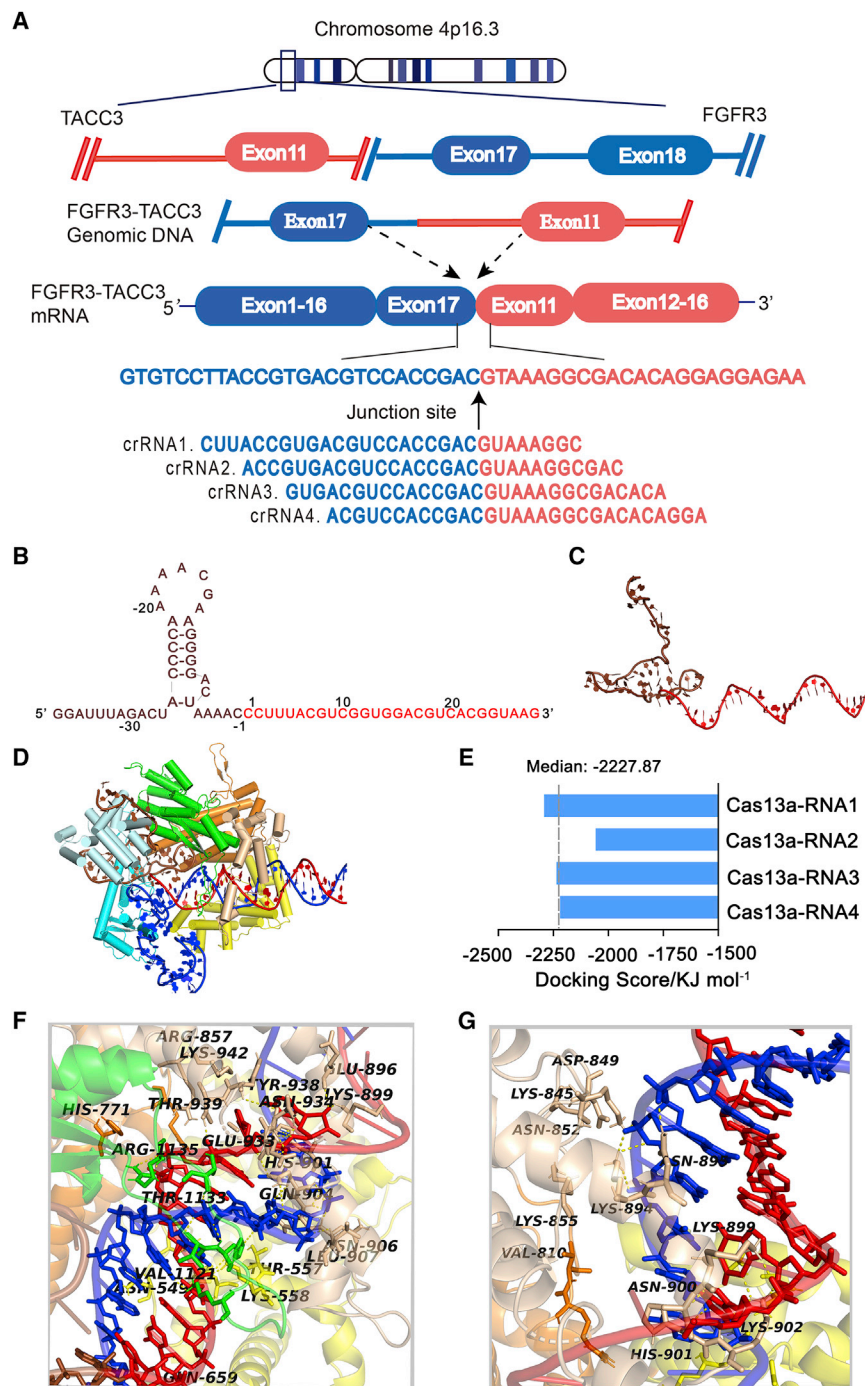 A
Chromosome 4p16.3
TACC3
FGFR3
Exon11
Exon17
Exon18
FGFR3-TACC3
Genomic DNA
Exon17
Exon11
FGFR3-TACC3
mRNA
5’
Exon1-16
Exon17
Exon11
Exon12-16
3’
GTGTCCTTACCGTGACGTCCACCGACGTAAAGGCGACACAGGAGGAGAA
Junction site
crRNA1. CUUACCGUGACGUCCACCGACGUAAAGGC
crRNA2. ACCGUGACGUCCACCGACGUAAAGGCGAC
crRNA3. GUGACGUCCACCGACGUAAAGGCGACACA
crRNA4. ACGUCCACCGACGUAAAGGCGACACAGGA
B
A A A C G A A
-20
A-A
C-G
C-G
C-G
C-G
A C
A U
5’ GGAUUUAGACU AAAACCCUUUACGUCGGUGGACGUCACGGUAAG3’
-30 -1 1 10 20
C
D
E
Median: -2227.87
Cas13a-RNA1
Cas13a-RNA2
Cas13a-RNA3
Cas13a-RNA4
-2500 -2250 -2000 -1750 -1500
Docking Score/KJ mol-1
F
ARG-857
LYS-942
LU-896
YR-938
LYS-899
ASN-934
THR-939
HIS-771
GLU-933
ARG-1135
HIS-901
GLN-904
THR-1133
ASN-906
LEU-907
THR-557
VAL-1121
ASN-549
LYS-558
GLN-659
G
ASP-849
LYS-845
ASN-852
LYS-894
LYS-855
LYS-899
VAL-810
ASN-900
LYS-902
HIS-901